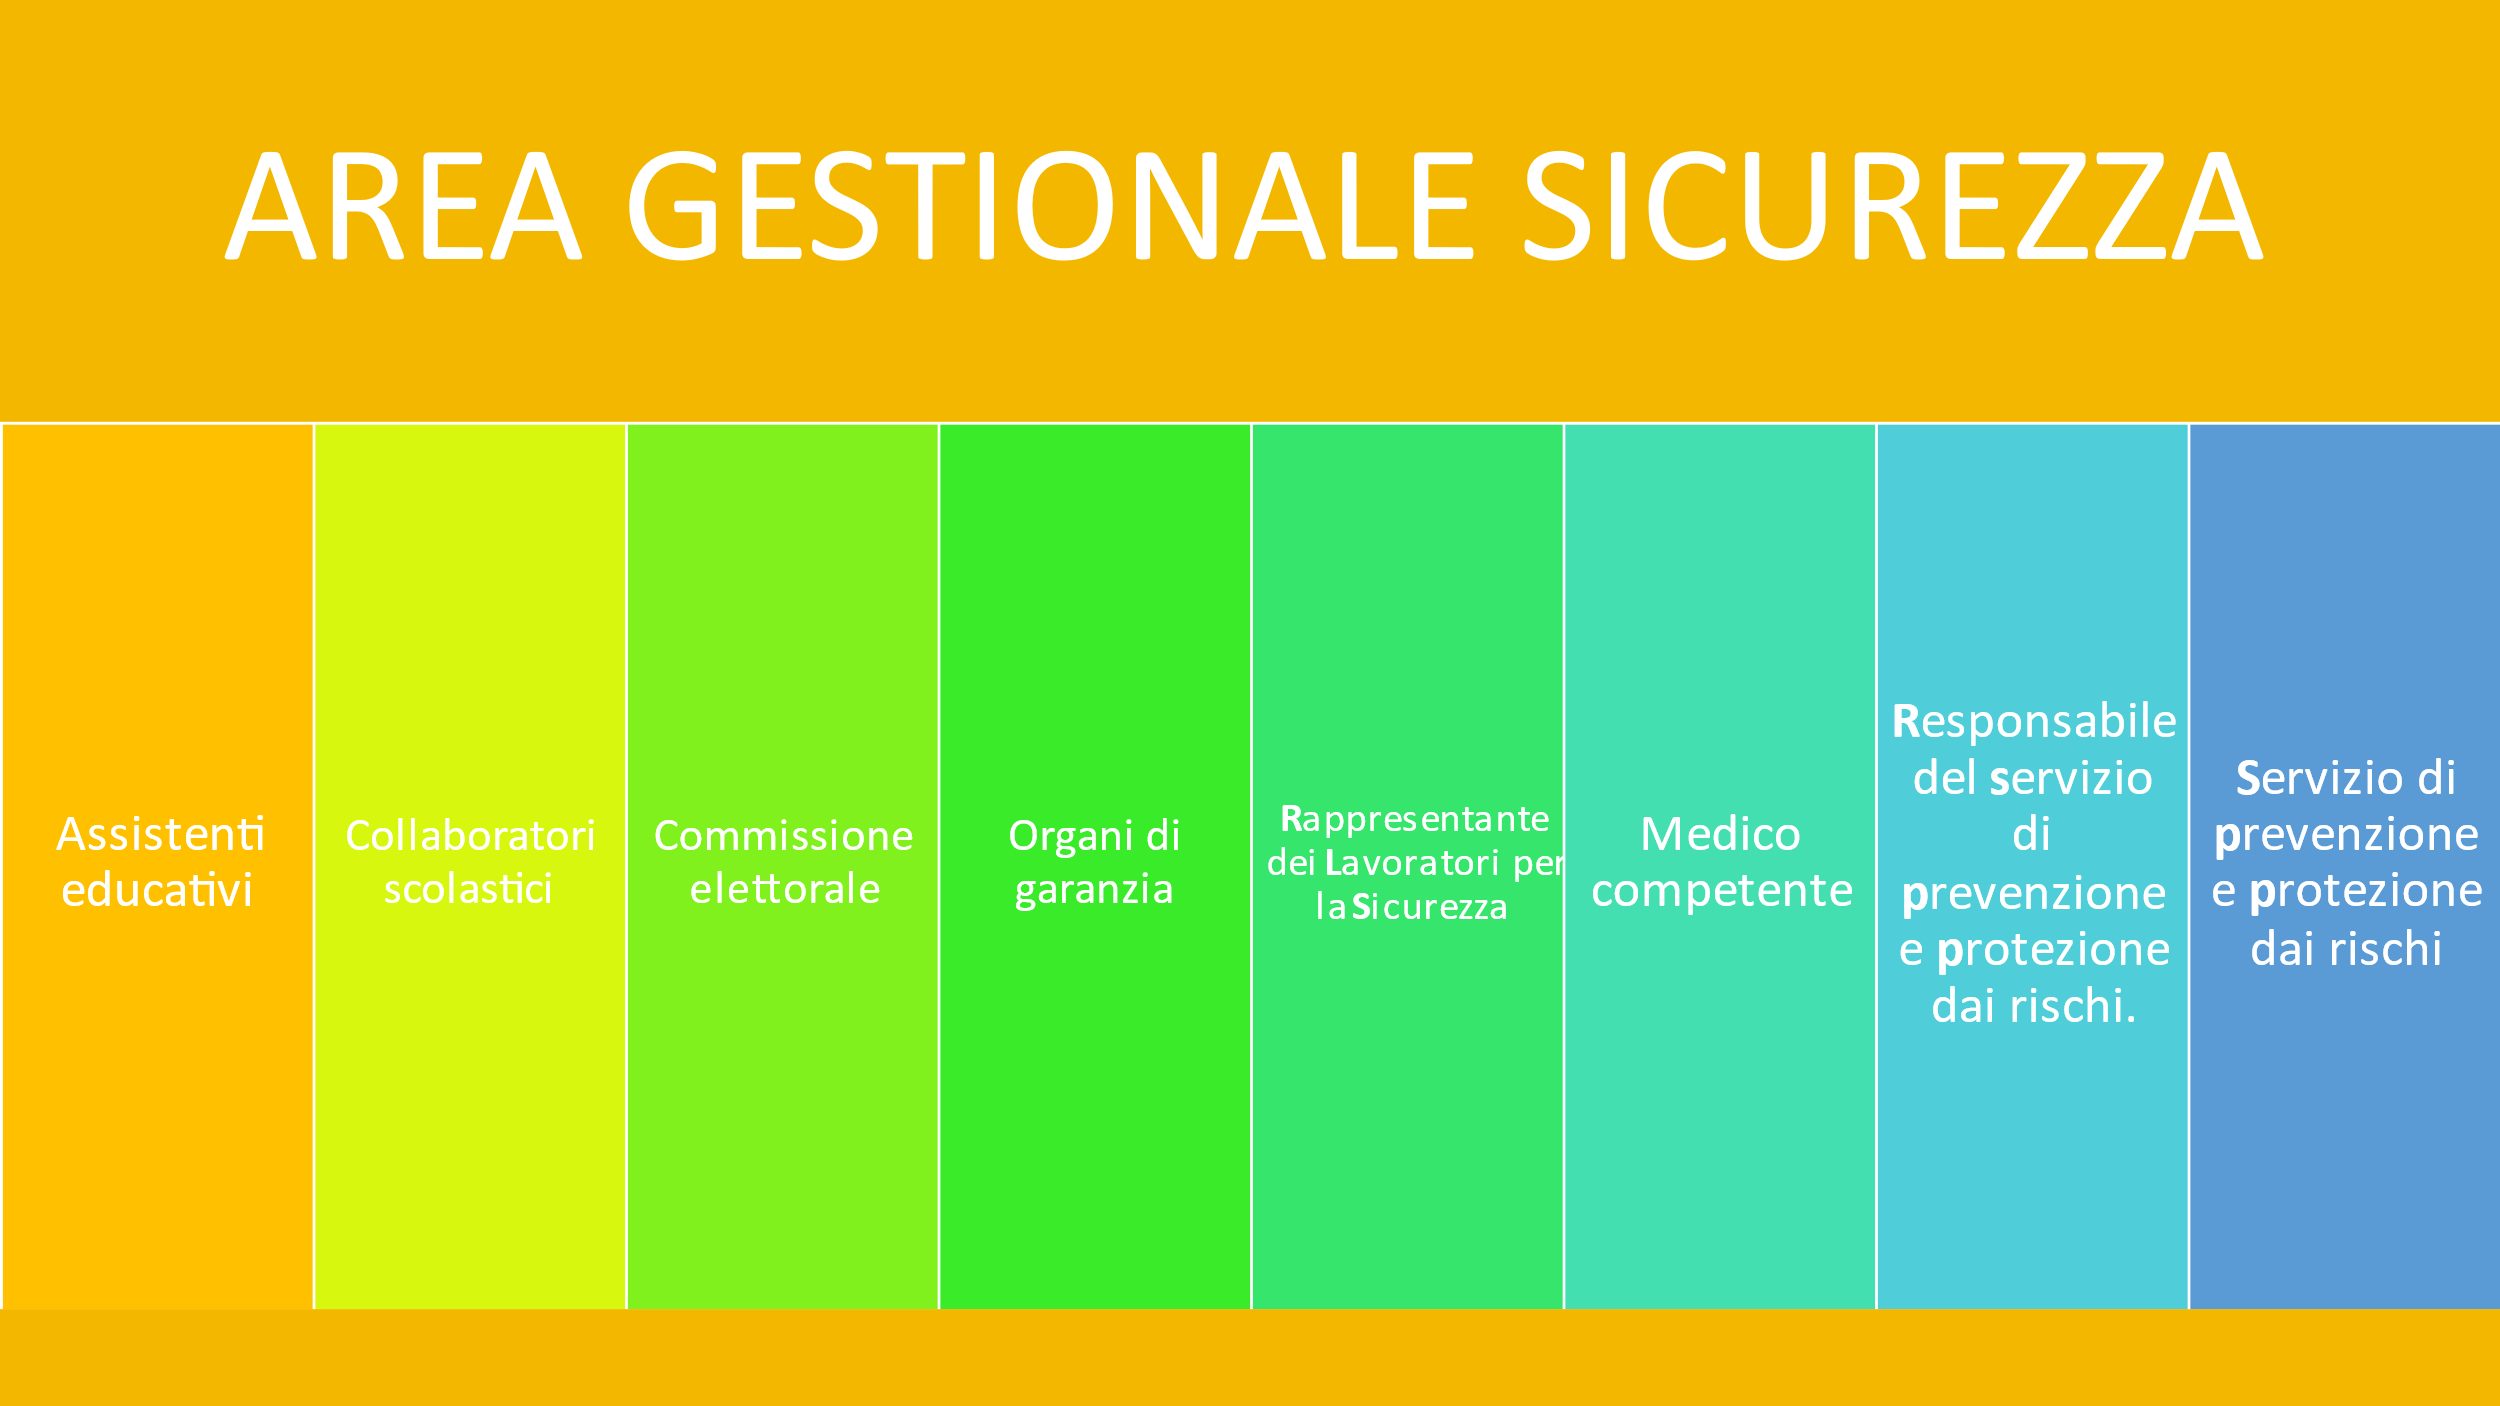 AREA GESTIONALE SICUREZZA
Assistenti
educativi
Collaboratori
scolastici
Commissione
elettorale
Organi di
garanzia
Rappresentante
dei Lavoratori per
la Sicurezza
Medico
competente
Responsabile
del servizio
di
prevenzione
e protezione
dai rischi.
Servizio di
prevenzione
e protezione
dai rischi